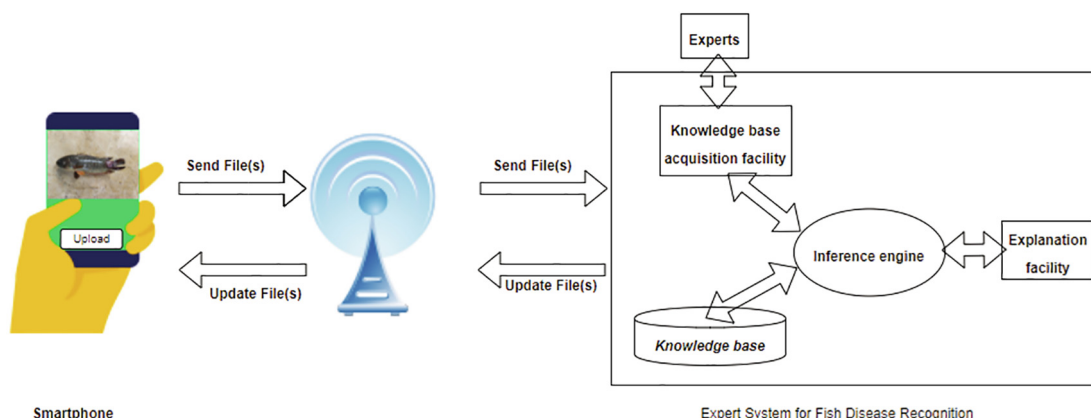 Experts
Knowledge base
acquisition facility
Send File(s)
Send File(s)
Upload
Inference engine
Explanation
facility
Update File(s)
Update File(s)
Knowledge base
Smartphone
Expert System for Fish Disease Recognition